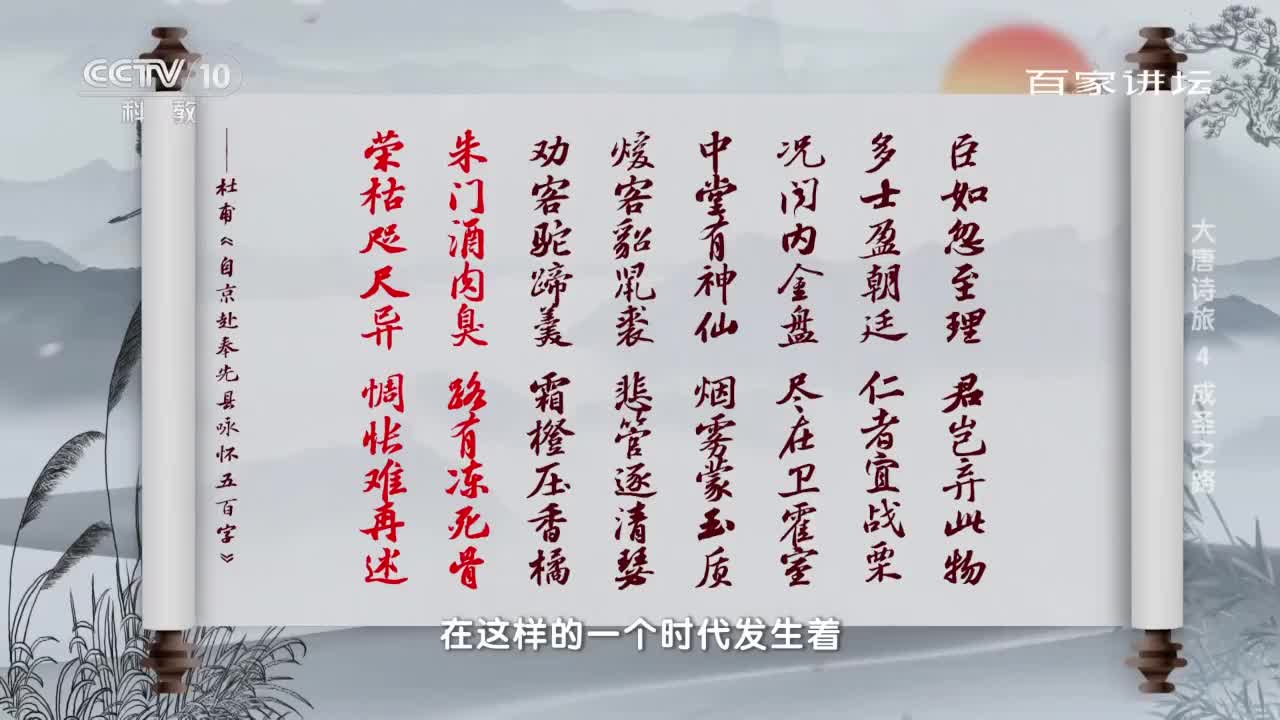 CCTV 10
科教
百家讲坛
大唐诗旅 4 成圣之路
臣如忽至理 君岂弃此物
多士盈朝廷 仁者宜战栗
况闻内金盘 尽在卫霍室
中堂有神仙 烟雾蒙玉质
煖客貂鼠裘 悲管逐清瑟
劝客驼蹄羹 霜橙压香橘
朱门酒肉臭 路有冻死骨
荣枯咫尺异 惆怅难再述
——杜甫《自京赴奉先县咏怀五百字》
在这样的一个时代发生着